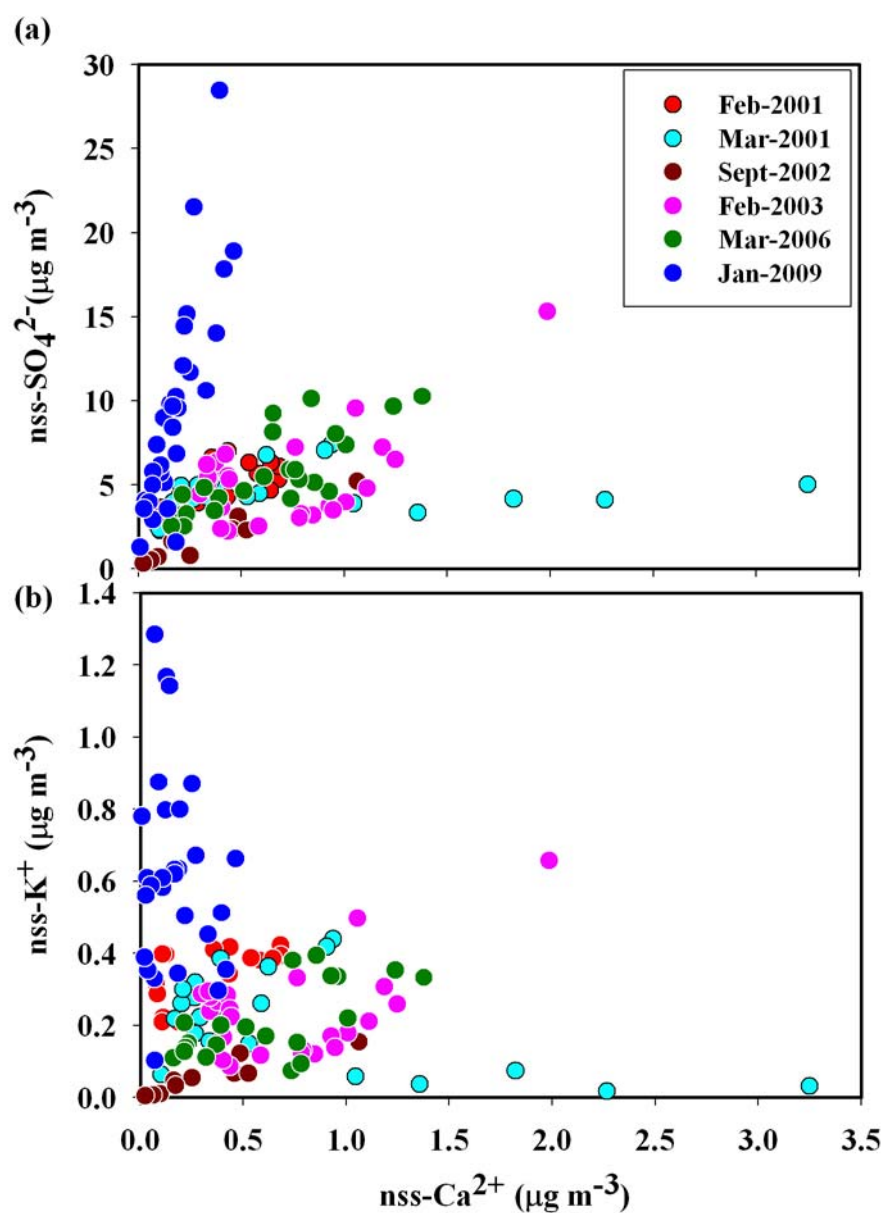 (a)
30
25
20
15
10
5
0
nss-SO₄²⁻(μg m⁻³)
Feb-2001
Mar-2001
Sept-2002
Feb-2003
Mar-2006
Jan-2009
(b)
1.4
1.2
1.0
0.8
0.6
0.4
0.2
0.0
nss-K⁺ (μg m⁻³)
0.0 0.5 1.0 1.5 2.0 2.5 3.0 3.5
nss-Ca²⁺ (μg m⁻³)